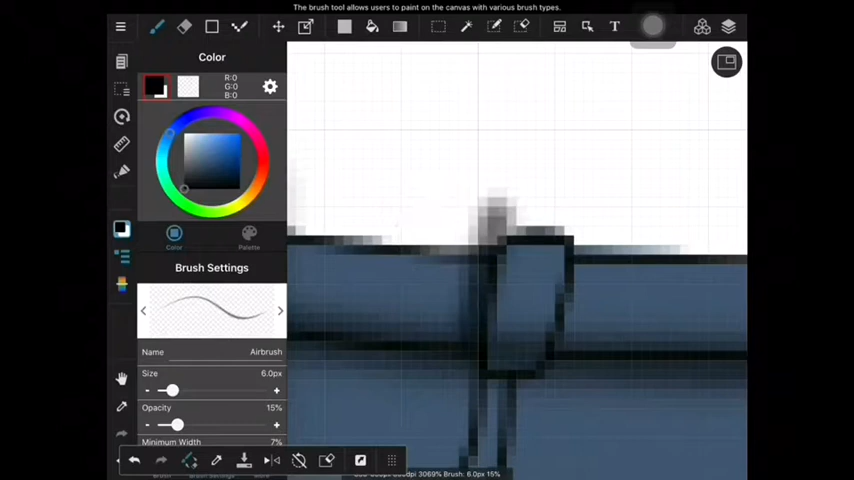 The brush tool allows users to paint on the canvas with various brush types.
T
Color
R:0
G:0
B:0
Color
Palette
Brush Settings
Name
Airbrush
Size
6.0px
-
+
Opacity
15%
-
+
Minimum Width
7%
3069% Brush: 6.0px 15%